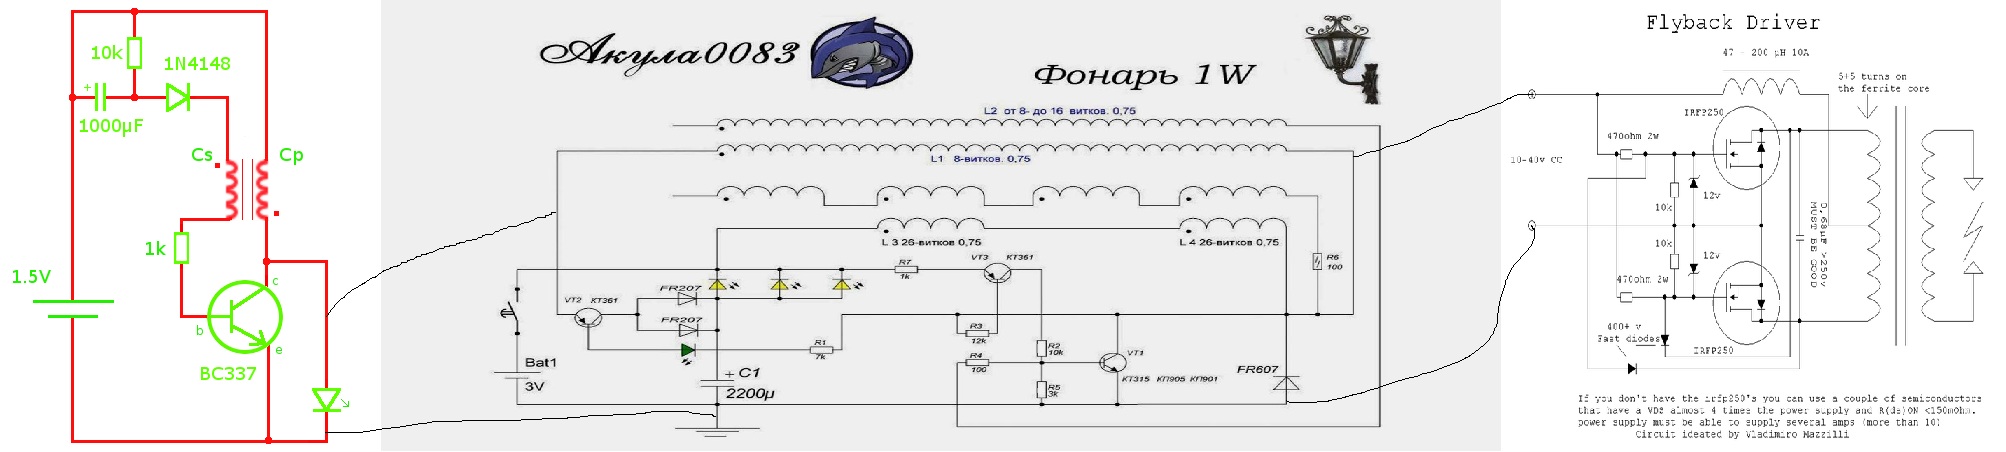 10k
1N4148
+
1000µF
Cs
Cp
1k
1.5V
c
b
e
BC337
Акула0083
Фонарь 1W
L2 от 8- до 16 витков. 0,75
L1 8-витков. 0,75
L 3 26-витков 0,75
L 4 26-витков 0,75
R6
100
R7
1k
VT3
КТ361
FR207
VT2
КТ361
FR207
R3
12k
R1
7k
R2
10k
R4
100
VT1
КТ315 КП905 КП901
R5
3k
Bat1
3V
+ C1
2200µ
FR607
Flyback Driver
47 - 200 µH 10A
5+5 turns on
the ferrite core
IRFP250
470ohm 2w
10-40v CC
12v
10k
10k
12v
0,68µF >250v
MUST BE GOOD
470ohm 2w
400+ v
Fast diodes
IRFP250
If you don't have the irfp250's you can use a couple of semiconductors
that have a VDS almost 4 times the power supply and R(ds)ON <150mOhm.
power supply must be able to supply several amps (more than 10)
Circuit ideated by Vladimiro Mazzilli